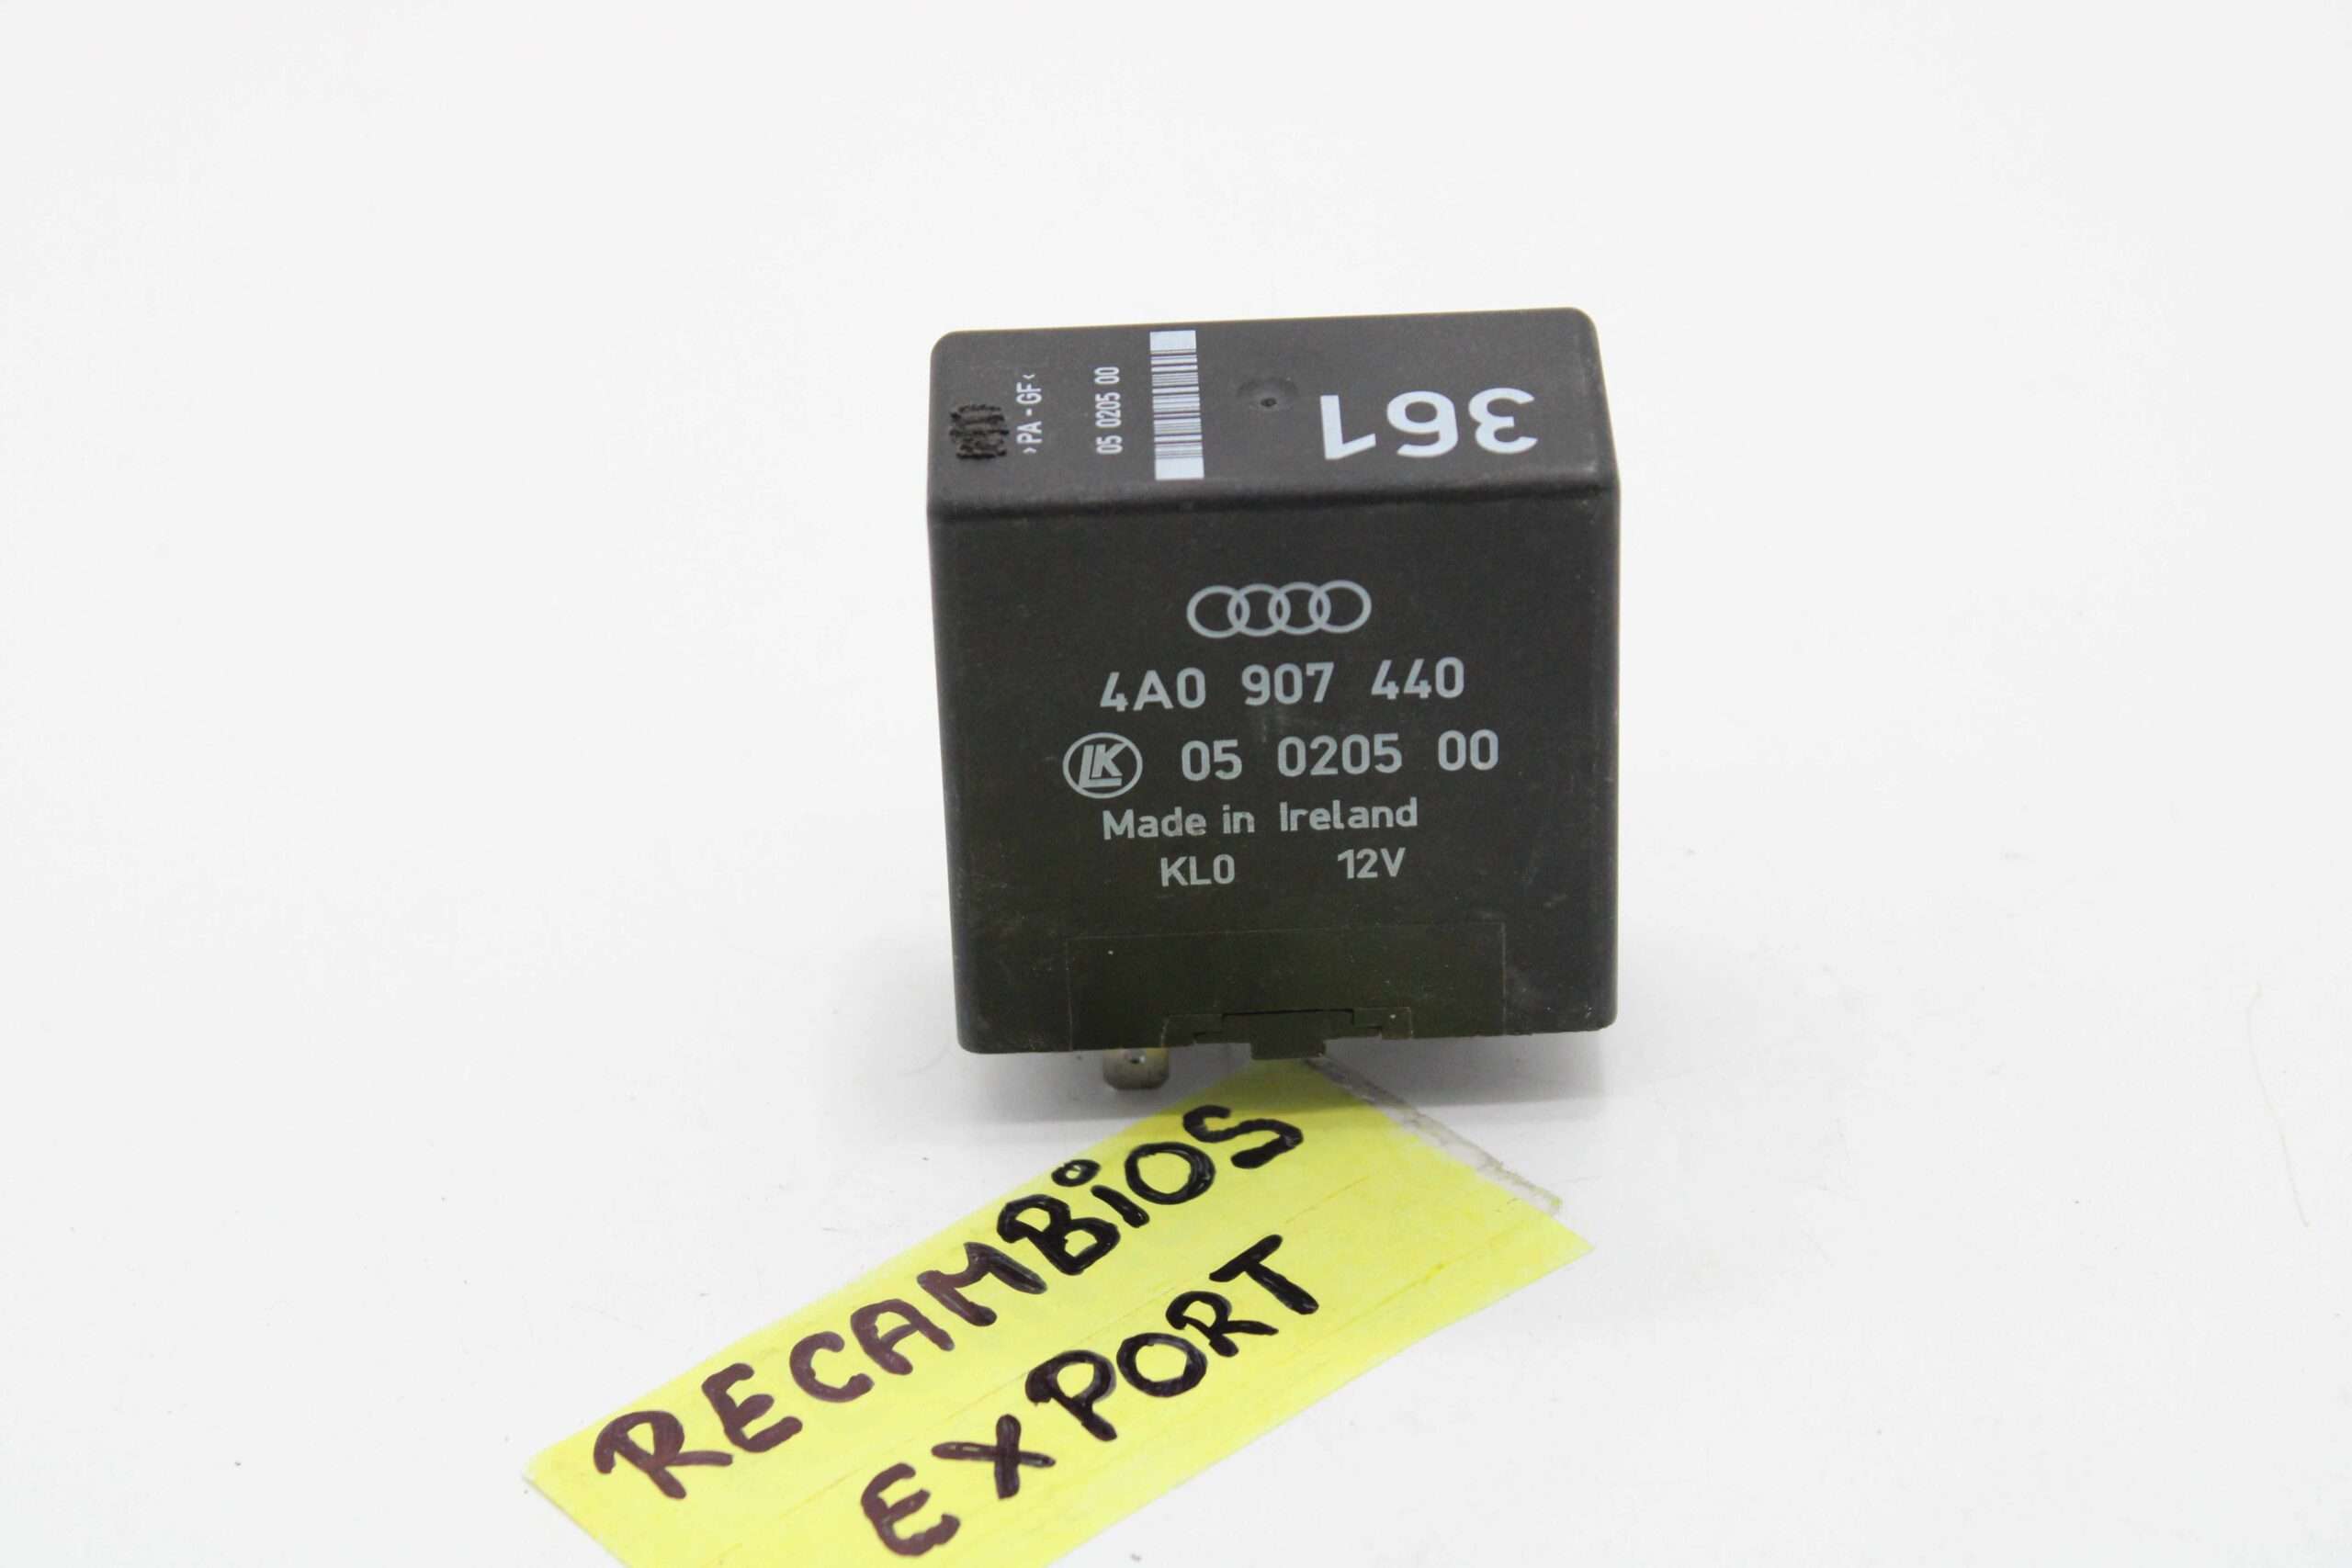 >PA-GF<
05 0205 00
361
4A0 907 440
LK 05 0205 00
Made in Ireland
KL0 12V
RECAMBiOS
EXPORT